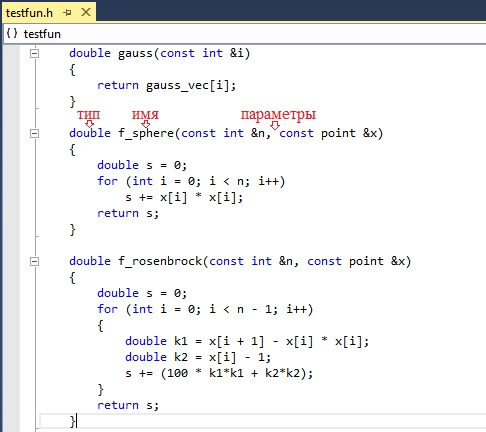 testfun.h
{ } testfun
double gauss(const int &i)
{
return gauss_vec[i];
}
тип имя параметры
double f_sphere(const int &n, const point &x)
{
double s = 0;
for (int i = 0; i < n; i++)
s += x[i] * x[i];
return s;
}
double f_rosenbrock(const int &n, const point &x)
{
double s = 0;
for (int i = 0; i < n - 1; i++)
{
double k1 = x[i + 1] - x[i] * x[i];
double k2 = x[i] - 1;
s += (100 * k1*k1 + k2*k2);
}
return s;
}